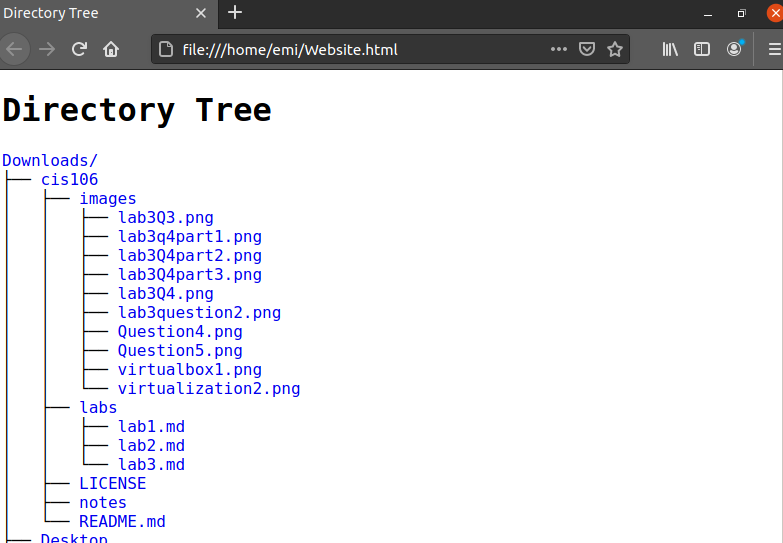 Directory Tree
file:///home/emi/Website.html
Directory Tree
Downloads/
├── cis106
│   ├── images
│   │   ├── lab3Q3.png
│   │   ├── lab3q4part1.png
│   │   ├── lab3Q4part2.png
│   │   ├── lab3Q4part3.png
│   │   ├── lab3Q4.png
│   │   ├── lab3question2.png
│   │   ├── Question4.png
│   │   ├── Question5.png
│   │   ├── virtualbox1.png
│   │   └── virtualization2.png
│   ├── labs
│   │   ├── lab1.md
│   │   ├── lab2.md
│   │   └── lab3.md
│   ├── LICENSE
│   ├── notes
│   └── README.md
├── Desktop